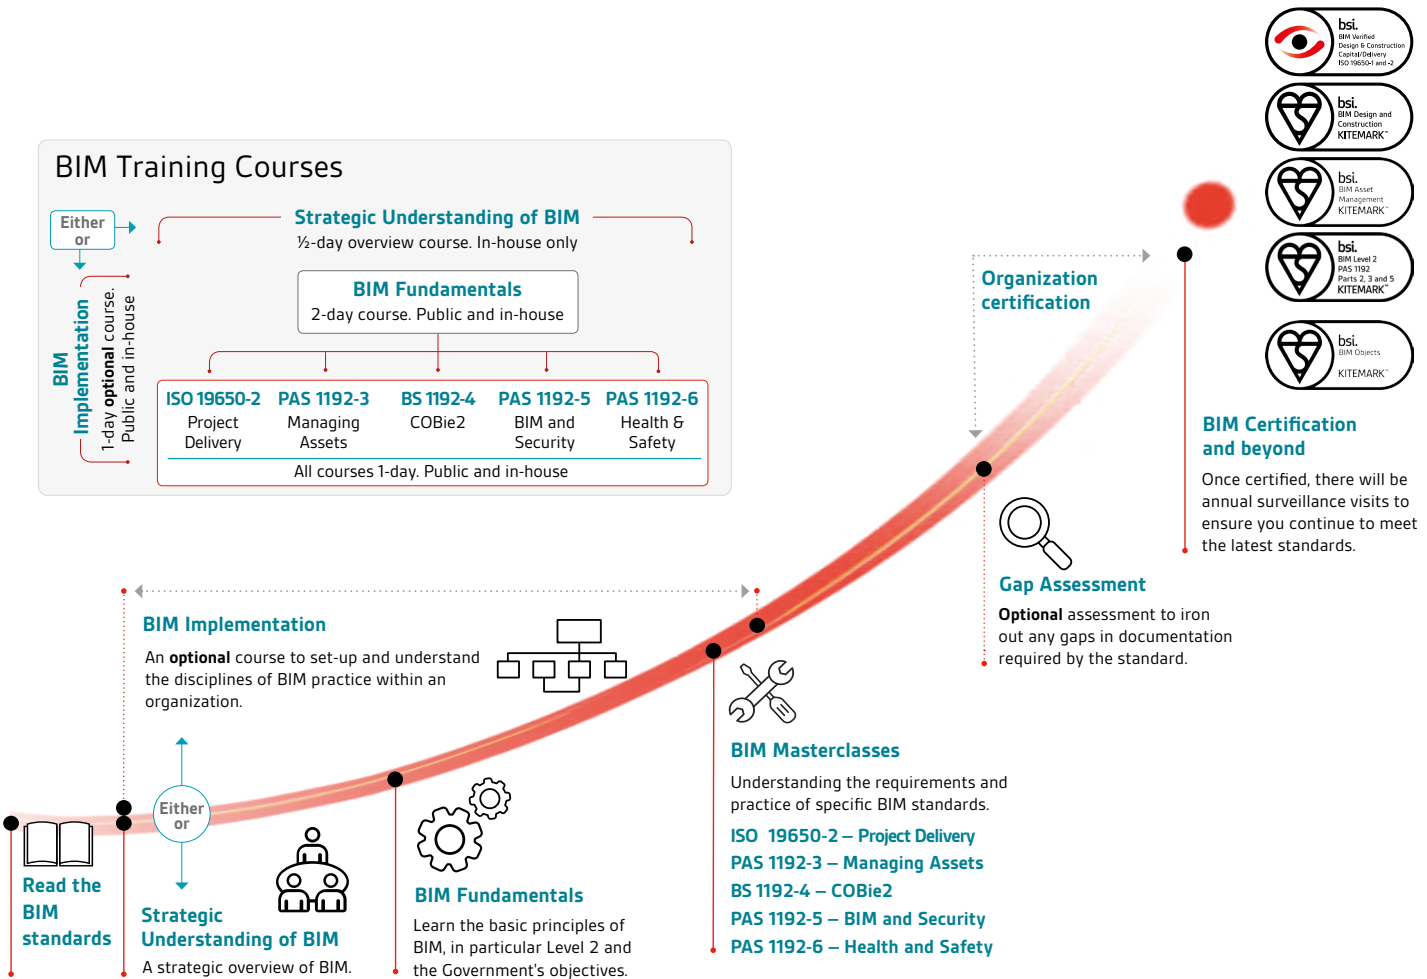 BIM Training Courses
Either
or
Strategic Understanding of BIM
½-day overview course. In-house only
BIM Fundamentals
2-day course. Public and in-house
BIM
Implementation
1-day optional course.
Public and in-house
ISO 19650-2
Project
Delivery
PAS 1192-3
Managing
Assets
BS 1192-4
COBie2
PAS 1192-5
BIM and
Security
PAS 1192-6
Health &
Safety
All courses 1-day. Public and in-house
Read the
BIM
standards
BIM Implementation
An optional course to set-up and understand
the disciplines of BIM practice within an
organization.
Either
or
Strategic
Understanding of BIM
A strategic overview of BIM.
BIM Fundamentals
Learn the basic principles of
BIM, in particular Level 2 and
the Government's objectives.
BIM Masterclasses
Understanding the requirements and
practice of specific BIM standards.
ISO 19650-2 – Project Delivery
PAS 1192-3 – Managing Assets
BS 1192-4 – COBie2
PAS 1192-5 – BIM and Security
PAS 1192-6 – Health and Safety
Organization
certification
Gap Assessment
Optional assessment to iron
out any gaps in documentation
required by the standard.
bsi.
BIM Verified
Design & Construction
Capital/Delivery
ISO 19650-1 and -2
bsi.
BIM Design and
Construction
KITEMARK™
bsi.
BIM Asset
Management
KITEMARK™
bsi.
BIM Level 2
PAS 1192
Parts 2, 3 and 5
KITEMARK™
bsi.
BIM Objects
KITEMARK™
BIM Certification
and beyond
Once certified, there will be
annual surveillance visits to
ensure you continue to meet
the latest standards.